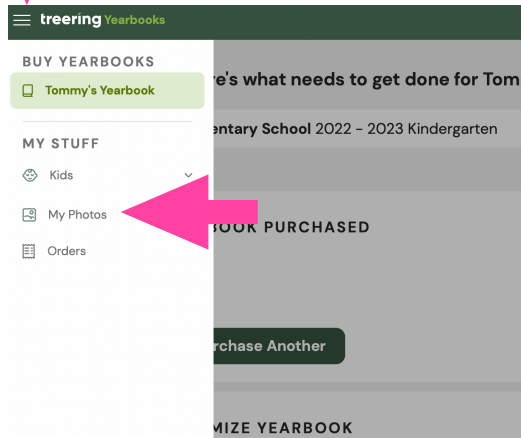 treering Yearbooks
BUY YEARBOOKS
Tommy's Yearbook
MY STUFF
Kids
My Photos
Orders
re's what needs to get done for Tom
entary School 2022 - 2023 Kindergarten
BOOK PURCHASED
rchase Another
MIZE YEARBOOK